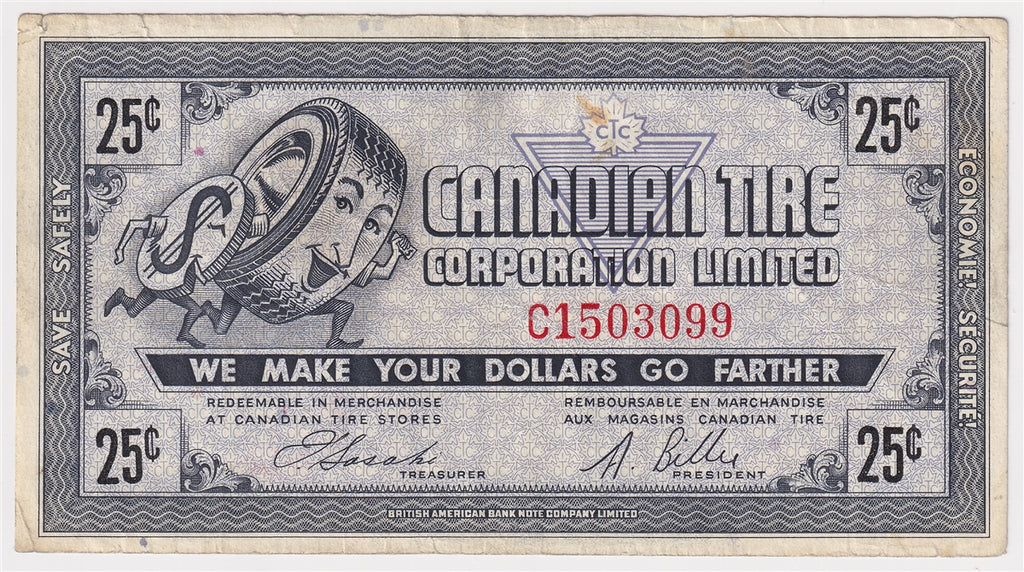 25¢
25¢
CTC
$
SAVE SAFELY
CANADIAN TIRE
CORPORATION LIMITED
C1503099
ÉCONOMIE! SÉCURITÉ!
WE MAKE YOUR DOLLARS GO FARTHER
REDEEMABLE IN MERCHANDISE
AT CANADIAN TIRE STORES
REMBOURSABLE EN MARCHANDISE
AUX MAGASINS CANADIAN TIRE
25¢
25¢
TREASURER
A. Billes
PRESIDENT
BRITISH AMERICAN BANK NOTE COMPANY LIMITED